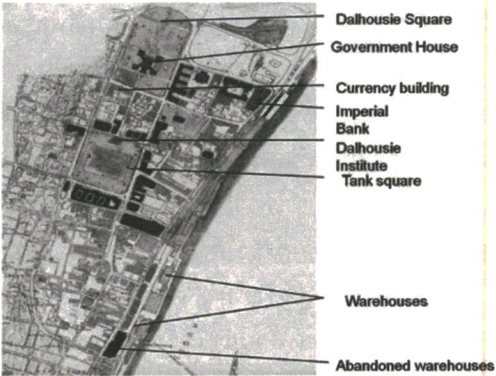 Dalhousie Square
Government House
Currency building
Imperial
Bank
Dalhousie
Institute
Tank square
Warehouses
Abandoned warehouses